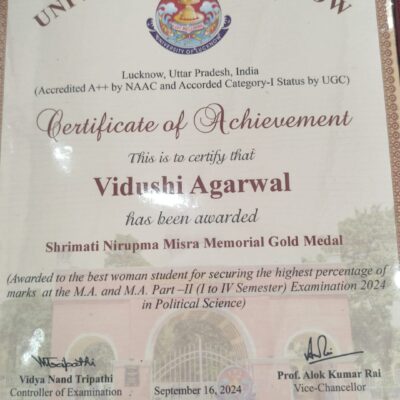 UNIVERSITY OF LUCKNOW
Lucknow, Uttar Pradesh, India
(Accredited A++ by NAAC and Accorded Category-I Status by UGC)
Certificate of Achievement
This is to certify that
Vidushi Agarwal
has been awarded
Shrimati Nirupma Misra Memorial Gold Medal
(Awarded to the best woman student for securing the highest percentage of
marks at the M.A. and M.A. Part –II (I to IV Semester) Examination 2024
in Political Science)
Vidya Nand Tripathi
Controller of Examination
September 16, 2024
Prof. Alok Kumar Rai
Vice-Chancellor